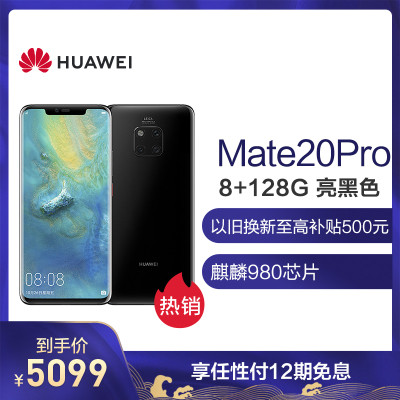 HUAWEI
Mate20Pro
8+128G 亮黑色
以旧换新至高补贴500元
麒麟980芯片
08:08
HUAWEI
热销
到手价
¥5099
享任性付12期免息